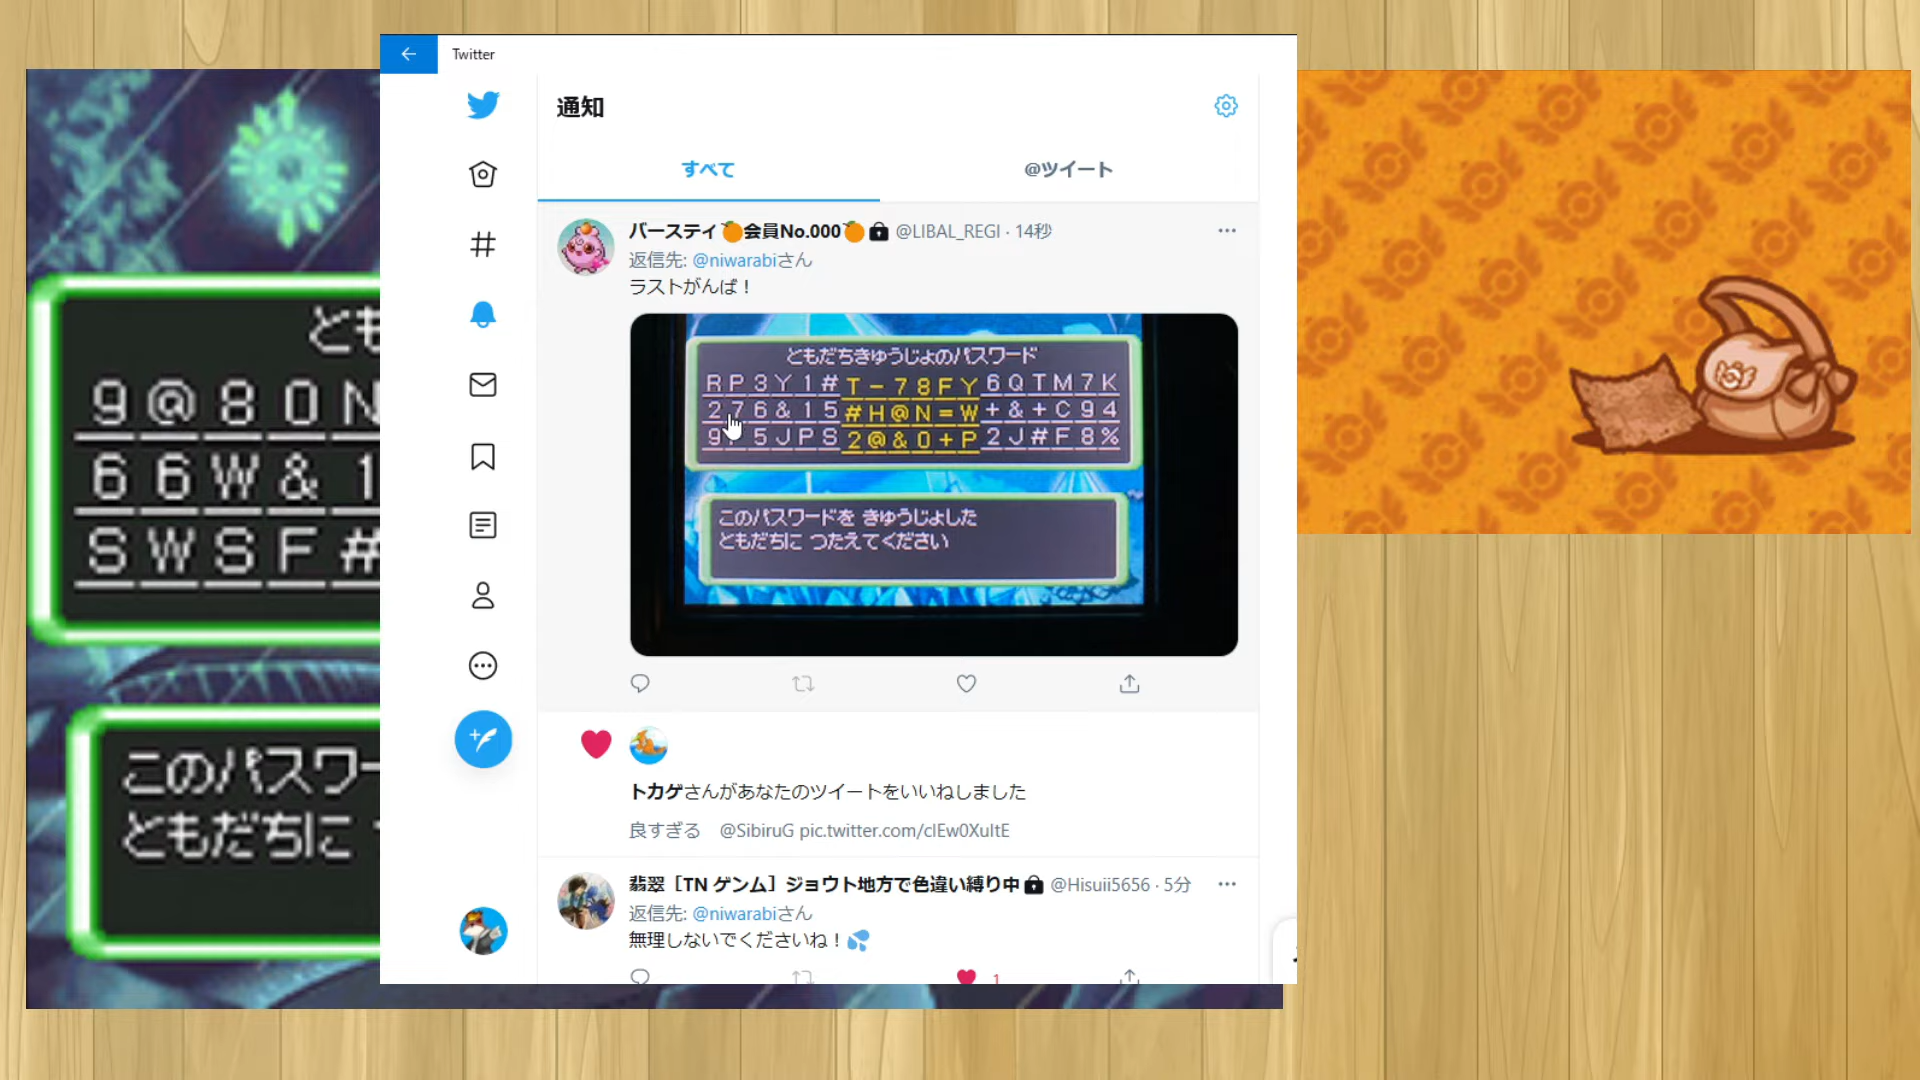 Twitter
通知
すべて
@ツイート
バースティ🍊会員No.000🍊 @LIBAL_REGI · 14秒
返信先: @niwarabiさん
ラストがんば！
ともだちきゅうじょのパスワード
RP3Y1#T-78FY6QTM7K
276&15#H@N=W+&+C94
9 5JPS2@&0+P2J#F8%
このパスワードを きゅうじょした
ともだちに つたえてください
トカゲさんがあなたのツイートをいいねしました
良すぎる @SibiruG pic.twitter.com/clEw0XultE
翡翠［TN ゲンム］ジョウト地方で色違い縛り中 @Hisuii5656 · 5分
返信先: @niwarabiさん
無理しないでくださいね！💦
1
とも
9@80N
66W&1
SWSF#
このパスワー
ともだちに